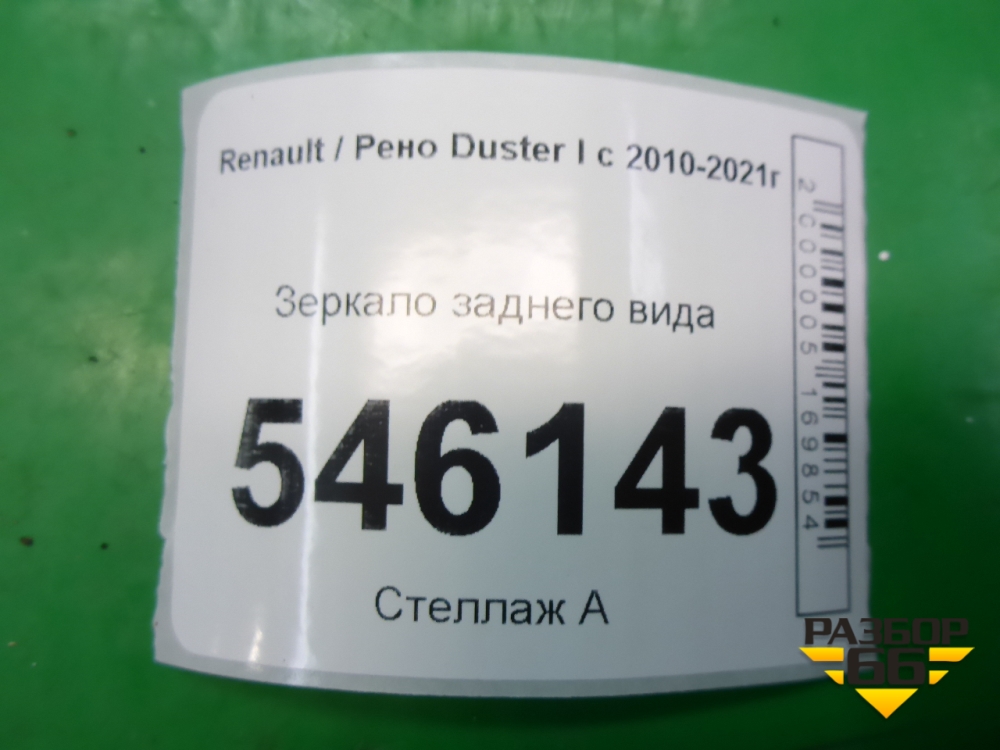 Renault / Рено Duster I с 2010-2021г
Зеркало заднего вида
546143
Стеллаж А
2000005169854
РАЗБОР
66